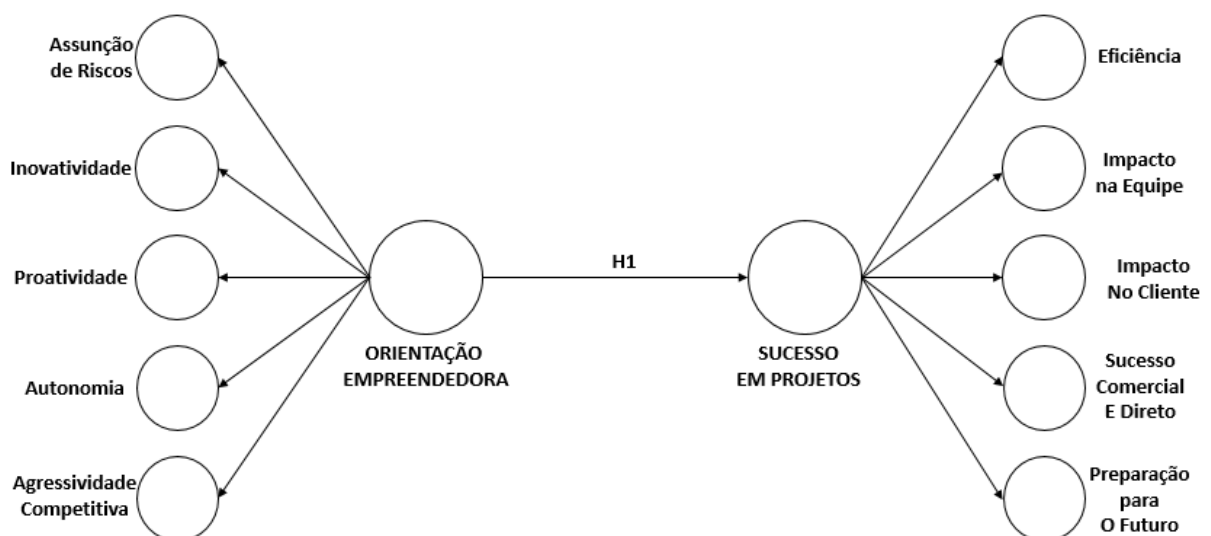 Assunção
de Riscos
Inovatividade
Proatividade
Autonomia
Agressividade
Competitiva
ORIENTAÇÃO
EMPREENDEDORA
H1
SUCESSO
EM PROJETOS
Eficiência
Impacto
na Equipe
Impacto
No Cliente
Sucesso
Comercial
E Direto
Preparação
para
O Futuro